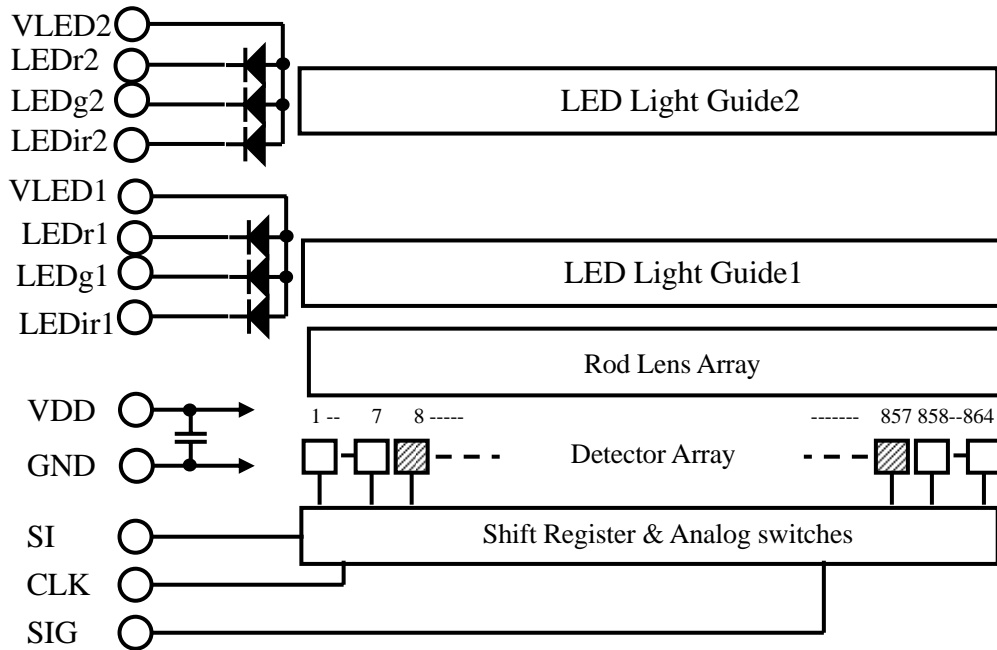 VLED2
LEDr2
LEDg2
LED Light Guide2
LEDir2
VLED1
LEDr1
LEDg1
LED Light Guide1
LEDir1
Rod Lens Array
VDD
1 -- 7 8 ----- ------- 857 858--864
GND
Detector Array
SI
Shift Register & Analog switches
CLK
SIG